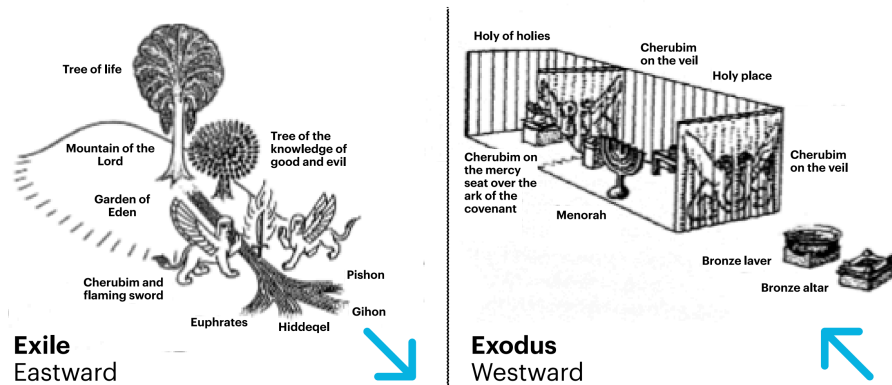 Tree of life
Mountain of the
Lord
Tree of the
knowledge of
good and evil
Garden of
Eden
Cherubim and
flaming sword
Pishon
Gihon
Euphrates
Hiddeqel
Exile
Eastward
Holy of holies
Cherubim
on the veil
Holy place
Cherubim on
the mercy
seat over the
ark of the
covenant
Menorah
Cherubim
on the veil
Bronze laver
Bronze altar
Exodus
Westward